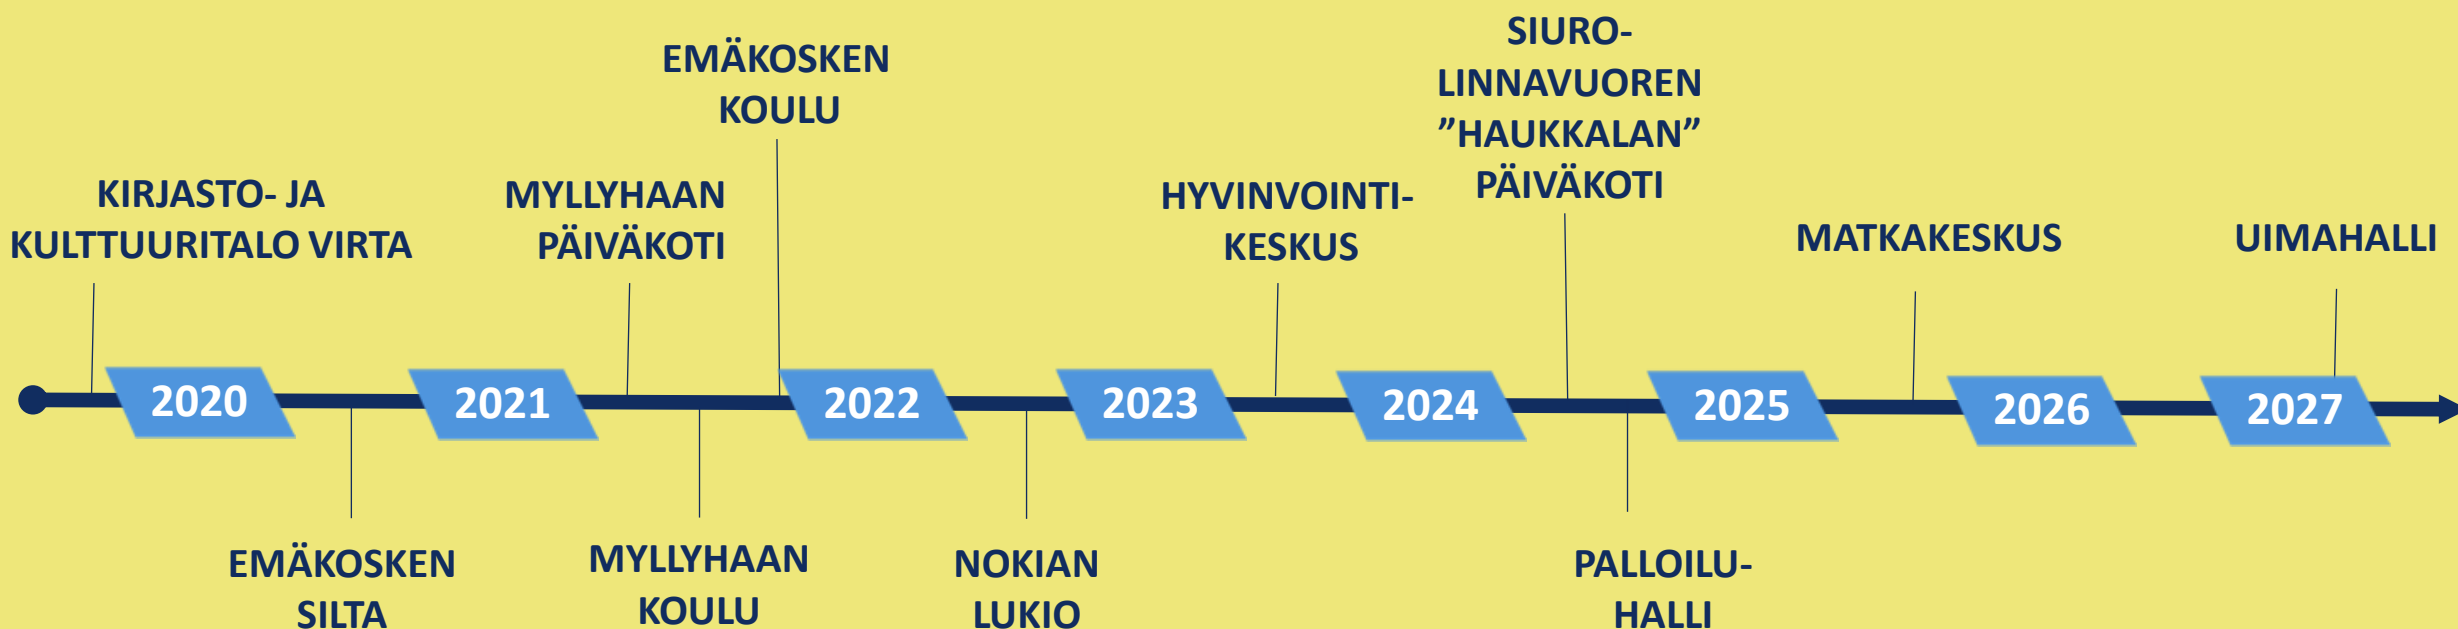 KIRJASTO- JA
KULTTUURITALO VIRTA
MYLLYHAAN
PÄIVÄKOTI
EMÄKOSKEN
KOULU
HYVINVOINTI-
KESKUS
SIURO-
LINNAVUOREN
”HAUKKALAN”
PÄIVÄKOTI
MATKAKESKUS
UIMAHALLI
2020
2021
2022
2023
2024
2025
2026
2027
EMÄKOSKEN
SILTA
MYLLYHAAN
KOULU
NOKIAN
LUKIO
PALLOILU-
HALLI